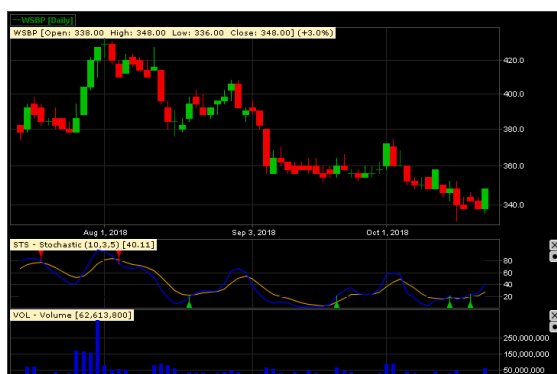 WSBP [Daily]
WSBP [Open: 338.00 High: 348.00 Low: 336.00 Close: 348.00] (+3.0%)
420.0
400.0
380.0
360.0
340.0
Aug 1, 2018 Sep 3, 2018 Oct 1, 2018
STS - Stochastic (10,3,5) [40.11]
80
60
40
20
VOL - Volume [62,613,800]
250,000,000
150,000,000
50,000,000